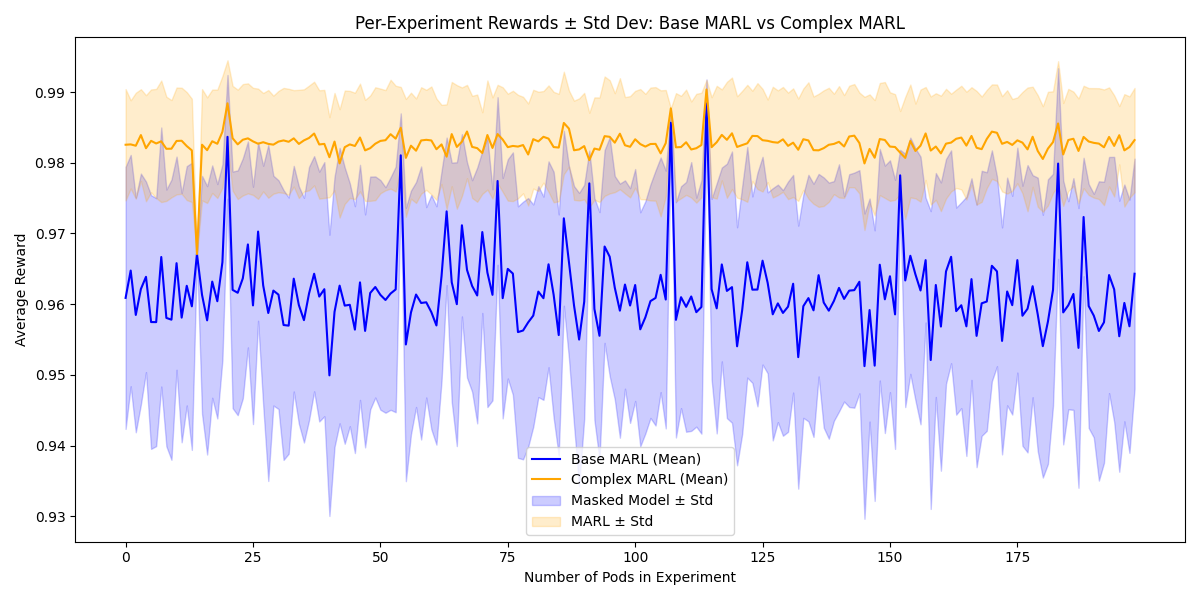 Per-Experiment Rewards ± Std Dev: Base MARL vs Complex MARL
Average Reward
0.99
0.98
0.97
0.96
0.95
0.94
0.93
Base MARL (Mean)
Complex MARL (Mean)
Masked Model ± Std
MARL ± Std
0 25 50 75 100 125 150 175
Number of Pods in Experiment